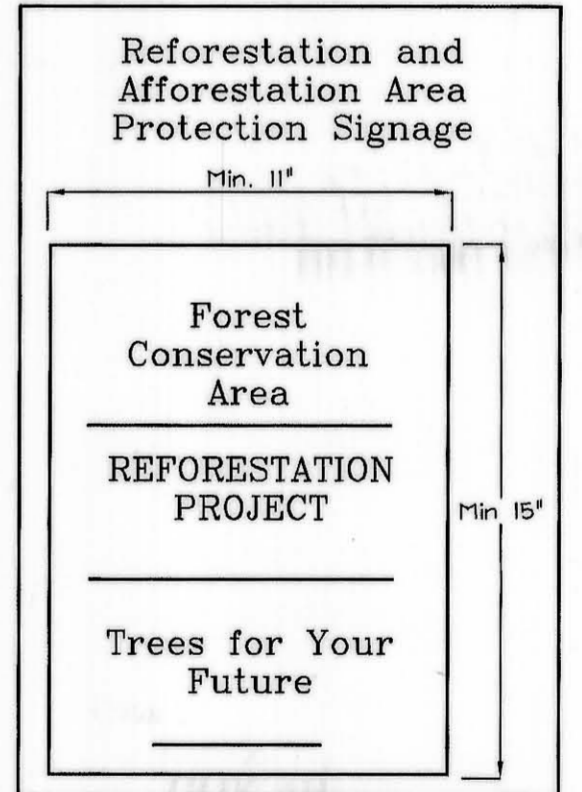 Reforestation and
Afforestation Area
Protection Signage
Min. 11"
Forest
Conservation
Area
REFORESTATION
PROJECT
Min 15"
Trees for Your
Future